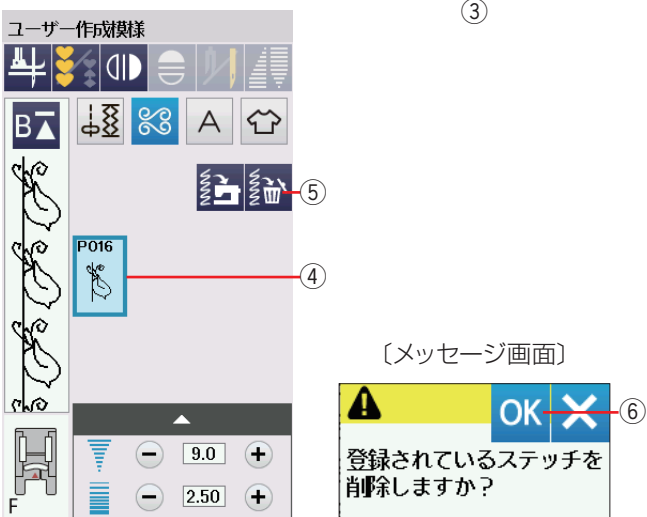 ③
ユーザー作成模様
B
A
⑤
P016
④
〔メッセージ画面〕
OK
⑥
登録されているステッチを
削除しますか?
9.0
2.50
F